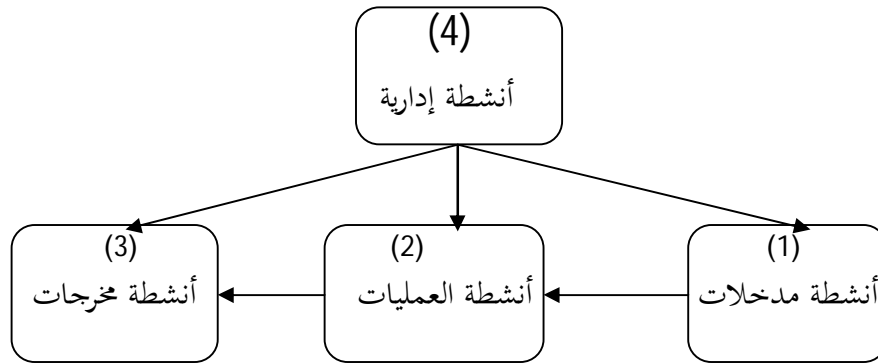 (4)
أنشطة إدارية
(1)
أنشطة مدخلات
(2)
أنشطة العمليات
(3)
أنشطة مخرجات